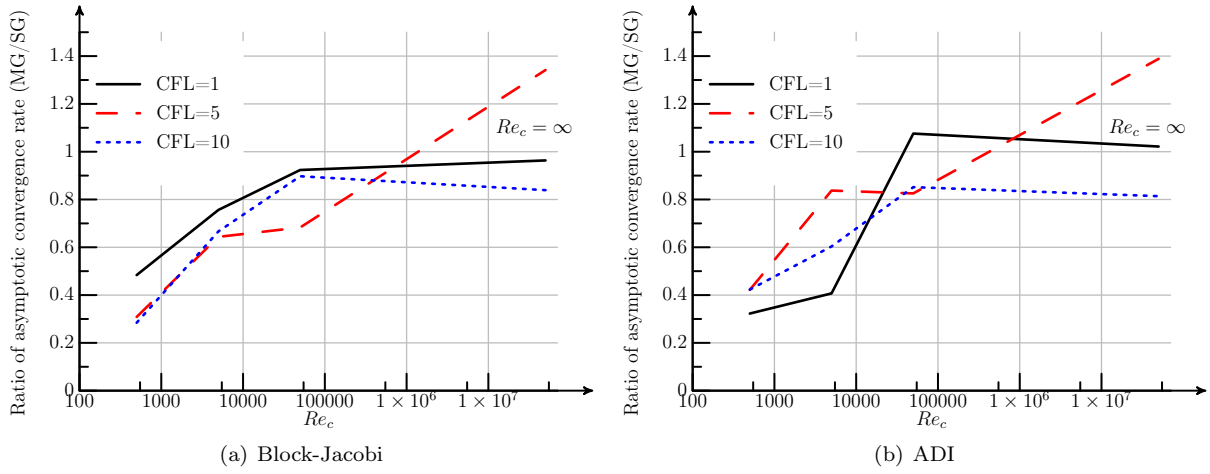 Ratio of asymptotic convergence rate (MG/SG)
1.4
1.2
1
0.8
0.6
0.4
0.2
0
CFL=1
CFL=5
CFL=10
Re_c = ∞
100 1000 10000 100000 1 × 10^6 1 × 10^7
Re_c
(a) Block-Jacobi
Ratio of asymptotic convergence rate (MG/SG)
1.4
1.2
1
0.8
0.6
0.4
0.2
0
CFL=1
CFL=5
CFL=10
Re_c = ∞
100 1000 10000 100000 1 × 10^6 1 × 10^7
Re_c
(b) ADI